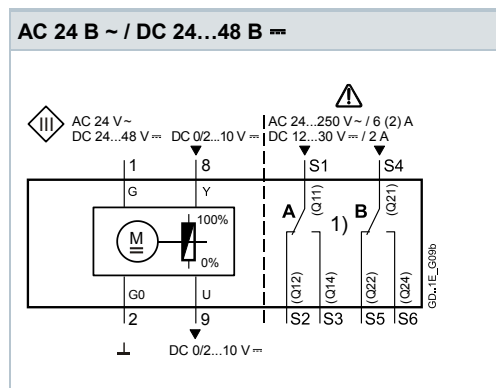 AC 24 В ~ / DC 24…48 В ⎓
III
AC 24 V ~
DC 24...48 V ⎓
DC 0/2...10 V ⎓
AC 24...250 V ~ / 6 (2) A
DC 12...30 V ⎓ / 2 A
1
8
S1
S4
G
Y
(Q11)
(Q21)
A
1)
B
100%
M
0%
(Q12)
(Q14)
(Q22)
(Q24)
G0
U
2
9
S2
S3
S5
S6
⊥
DC 0/2...10 V ⎓
GD..1E_G09b